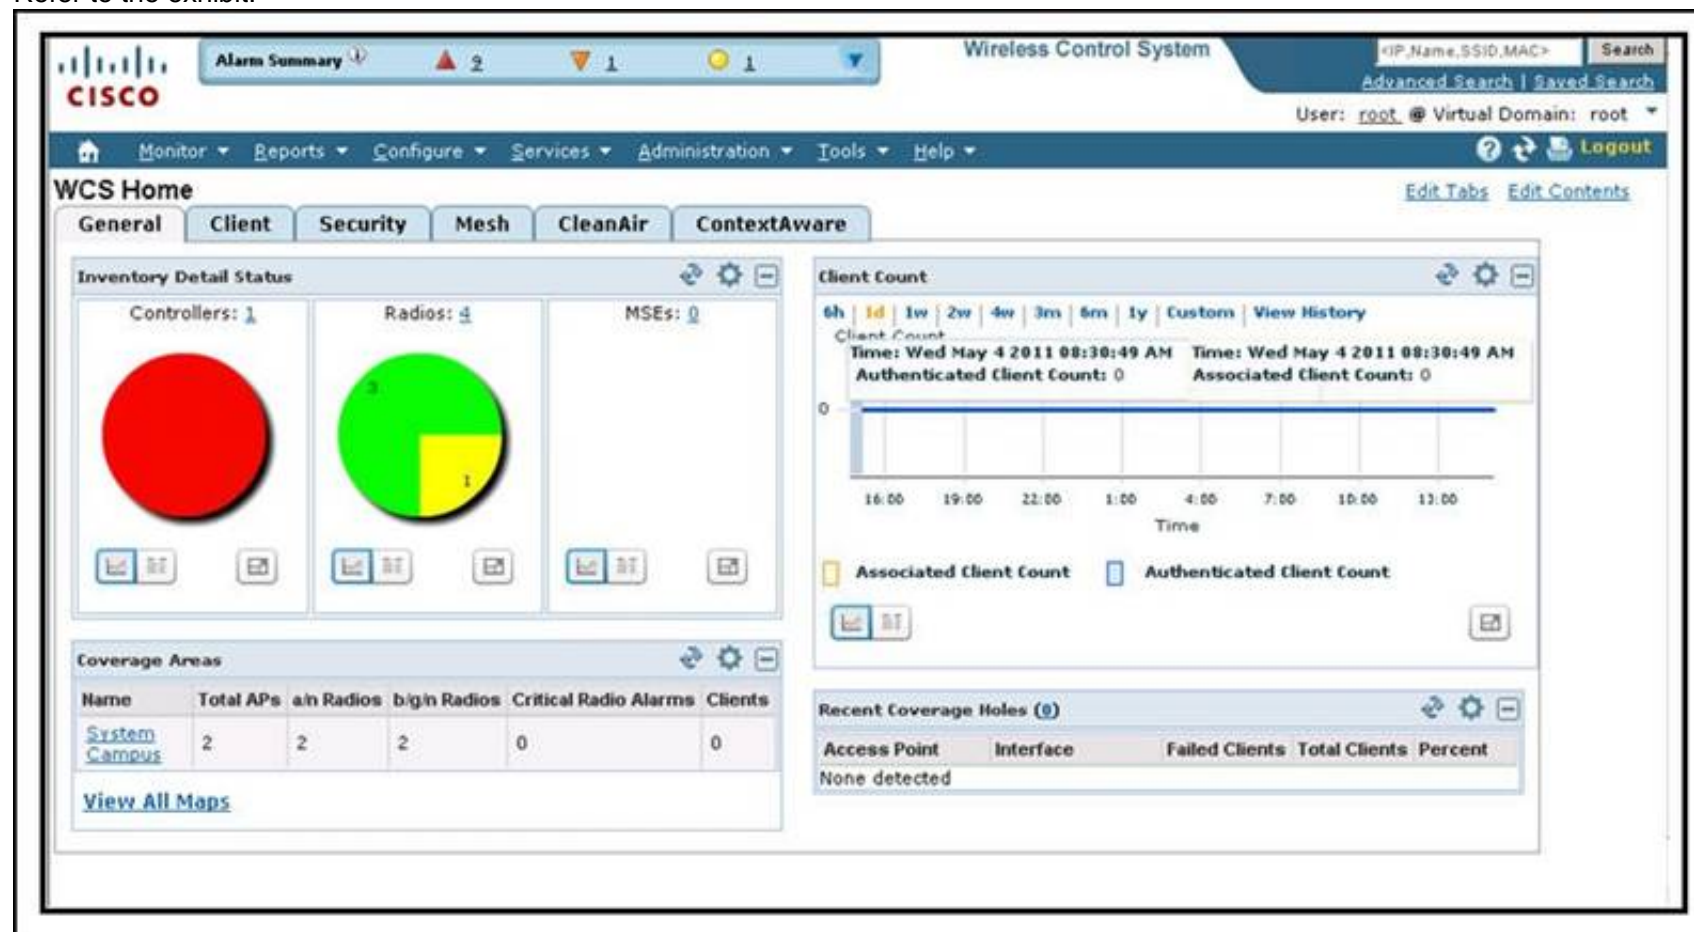 Refer to the exhibit.
Alarm Summary 2 1 1
Wireless Control System
<IP,Name,SSID,MAC> Search
Advanced Search | Saved Search
CISCO
User: root @ Virtual Domain: root
Monitor Reports Configure Services Administration Tools Help Logout
WCS Home
Edit Tabs Edit Contents
General Client Security Mesh CleanAir ContextAware
Inventory Detail Status
Controllers: 1 Radios: 4 MSEs: 0
3
1
Client Count
6h | 1d | 1w | 2w | 4w | 3m | 6m | 1y | Custom | View History
Client Count
Time: Wed May 4 2011 08:30:49 AM Time: Wed May 4 2011 08:30:49 AM
Authenticated Client Count: 0 Associated Client Count: 0
0
16:00 19:00 22:00 1:00 4:00 7:00 10:00 13:00
Time
Associated Client Count Authenticated Client Count
Coverage Areas
Name Total APs a/n Radios b/g/n Radios Critical Radio Alarms Clients
System Campus 2 2 2 0 0
View All Maps
Recent Coverage Holes (0)
Access Point Interface Failed Clients Total Clients Percent
None detected